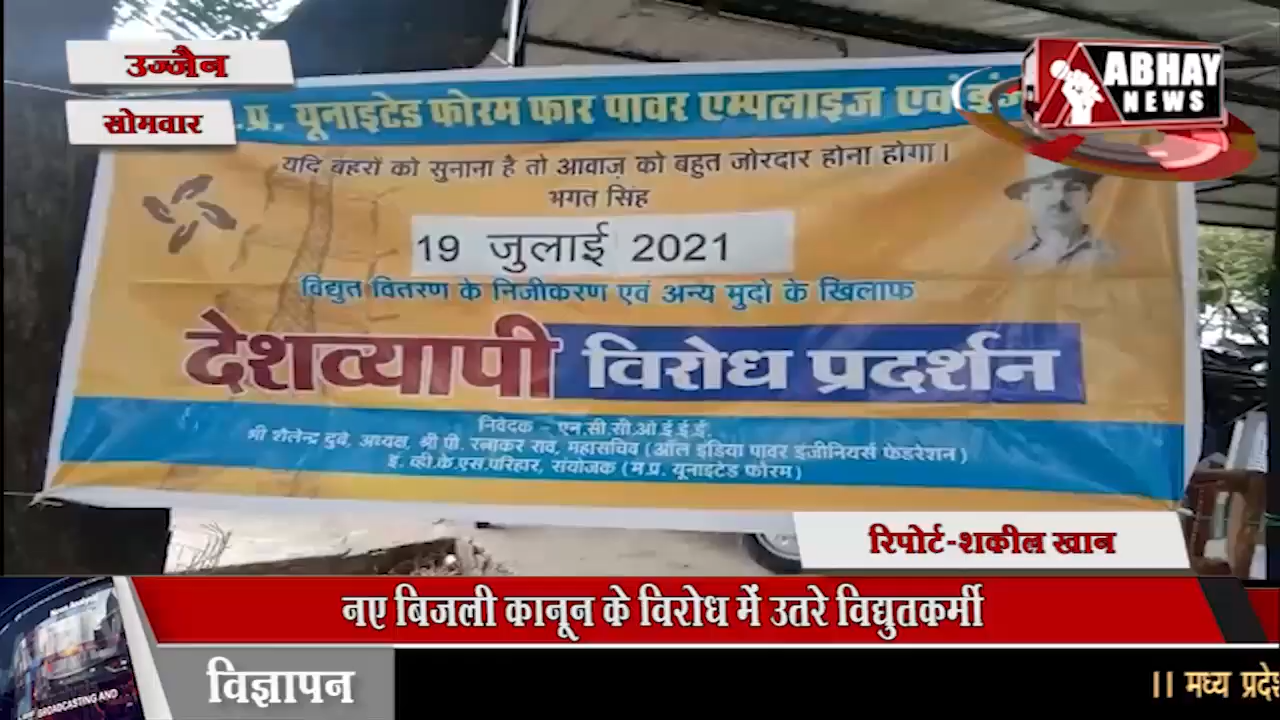 उज्जैन
सोमवार
ABHAY
NEWS
.प्र. यूनाइटेड फोरम फार पावर एम्पलाइज एवं इं
यदि बहरों को सुनाना है तो आवाज़ को बहुत जोरदार होना होगा।
भगत सिंह
19 जुलाई 2021
विद्युत वितरण के निजीकरण एवं अन्य मुदो के खिलाफ
देशव्यापी विरोध प्रदर्शन
निवेदक - एन.सी.सी.ओ.ई.ई.ई.
श्री शैलेन्द्र दुबे, अध्यक्ष, श्री पी. रत्नाकर राव, महासचिव (ऑल इंडिया पावर इंजीनियर्स फेडरेशन)
इं. व्ही.के.एस.परिहार, संयोजक (म.प्र. यूनाइटेड फोरम)
रिपोर्ट-शकील खान
नए बिजली कानून के विरोध में उतरे विद्युतकर्मी
BROADCASTING AND
विज्ञापन
।। मध्य प्रदेश